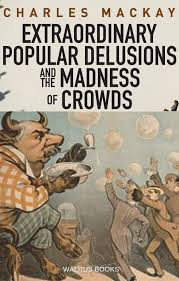 CHARLES MACKAY
EXTRAORDINARY
POPULAR DELUSIONS
AND THE MADNESS
OF CROWDS
WALRUS BOOKS